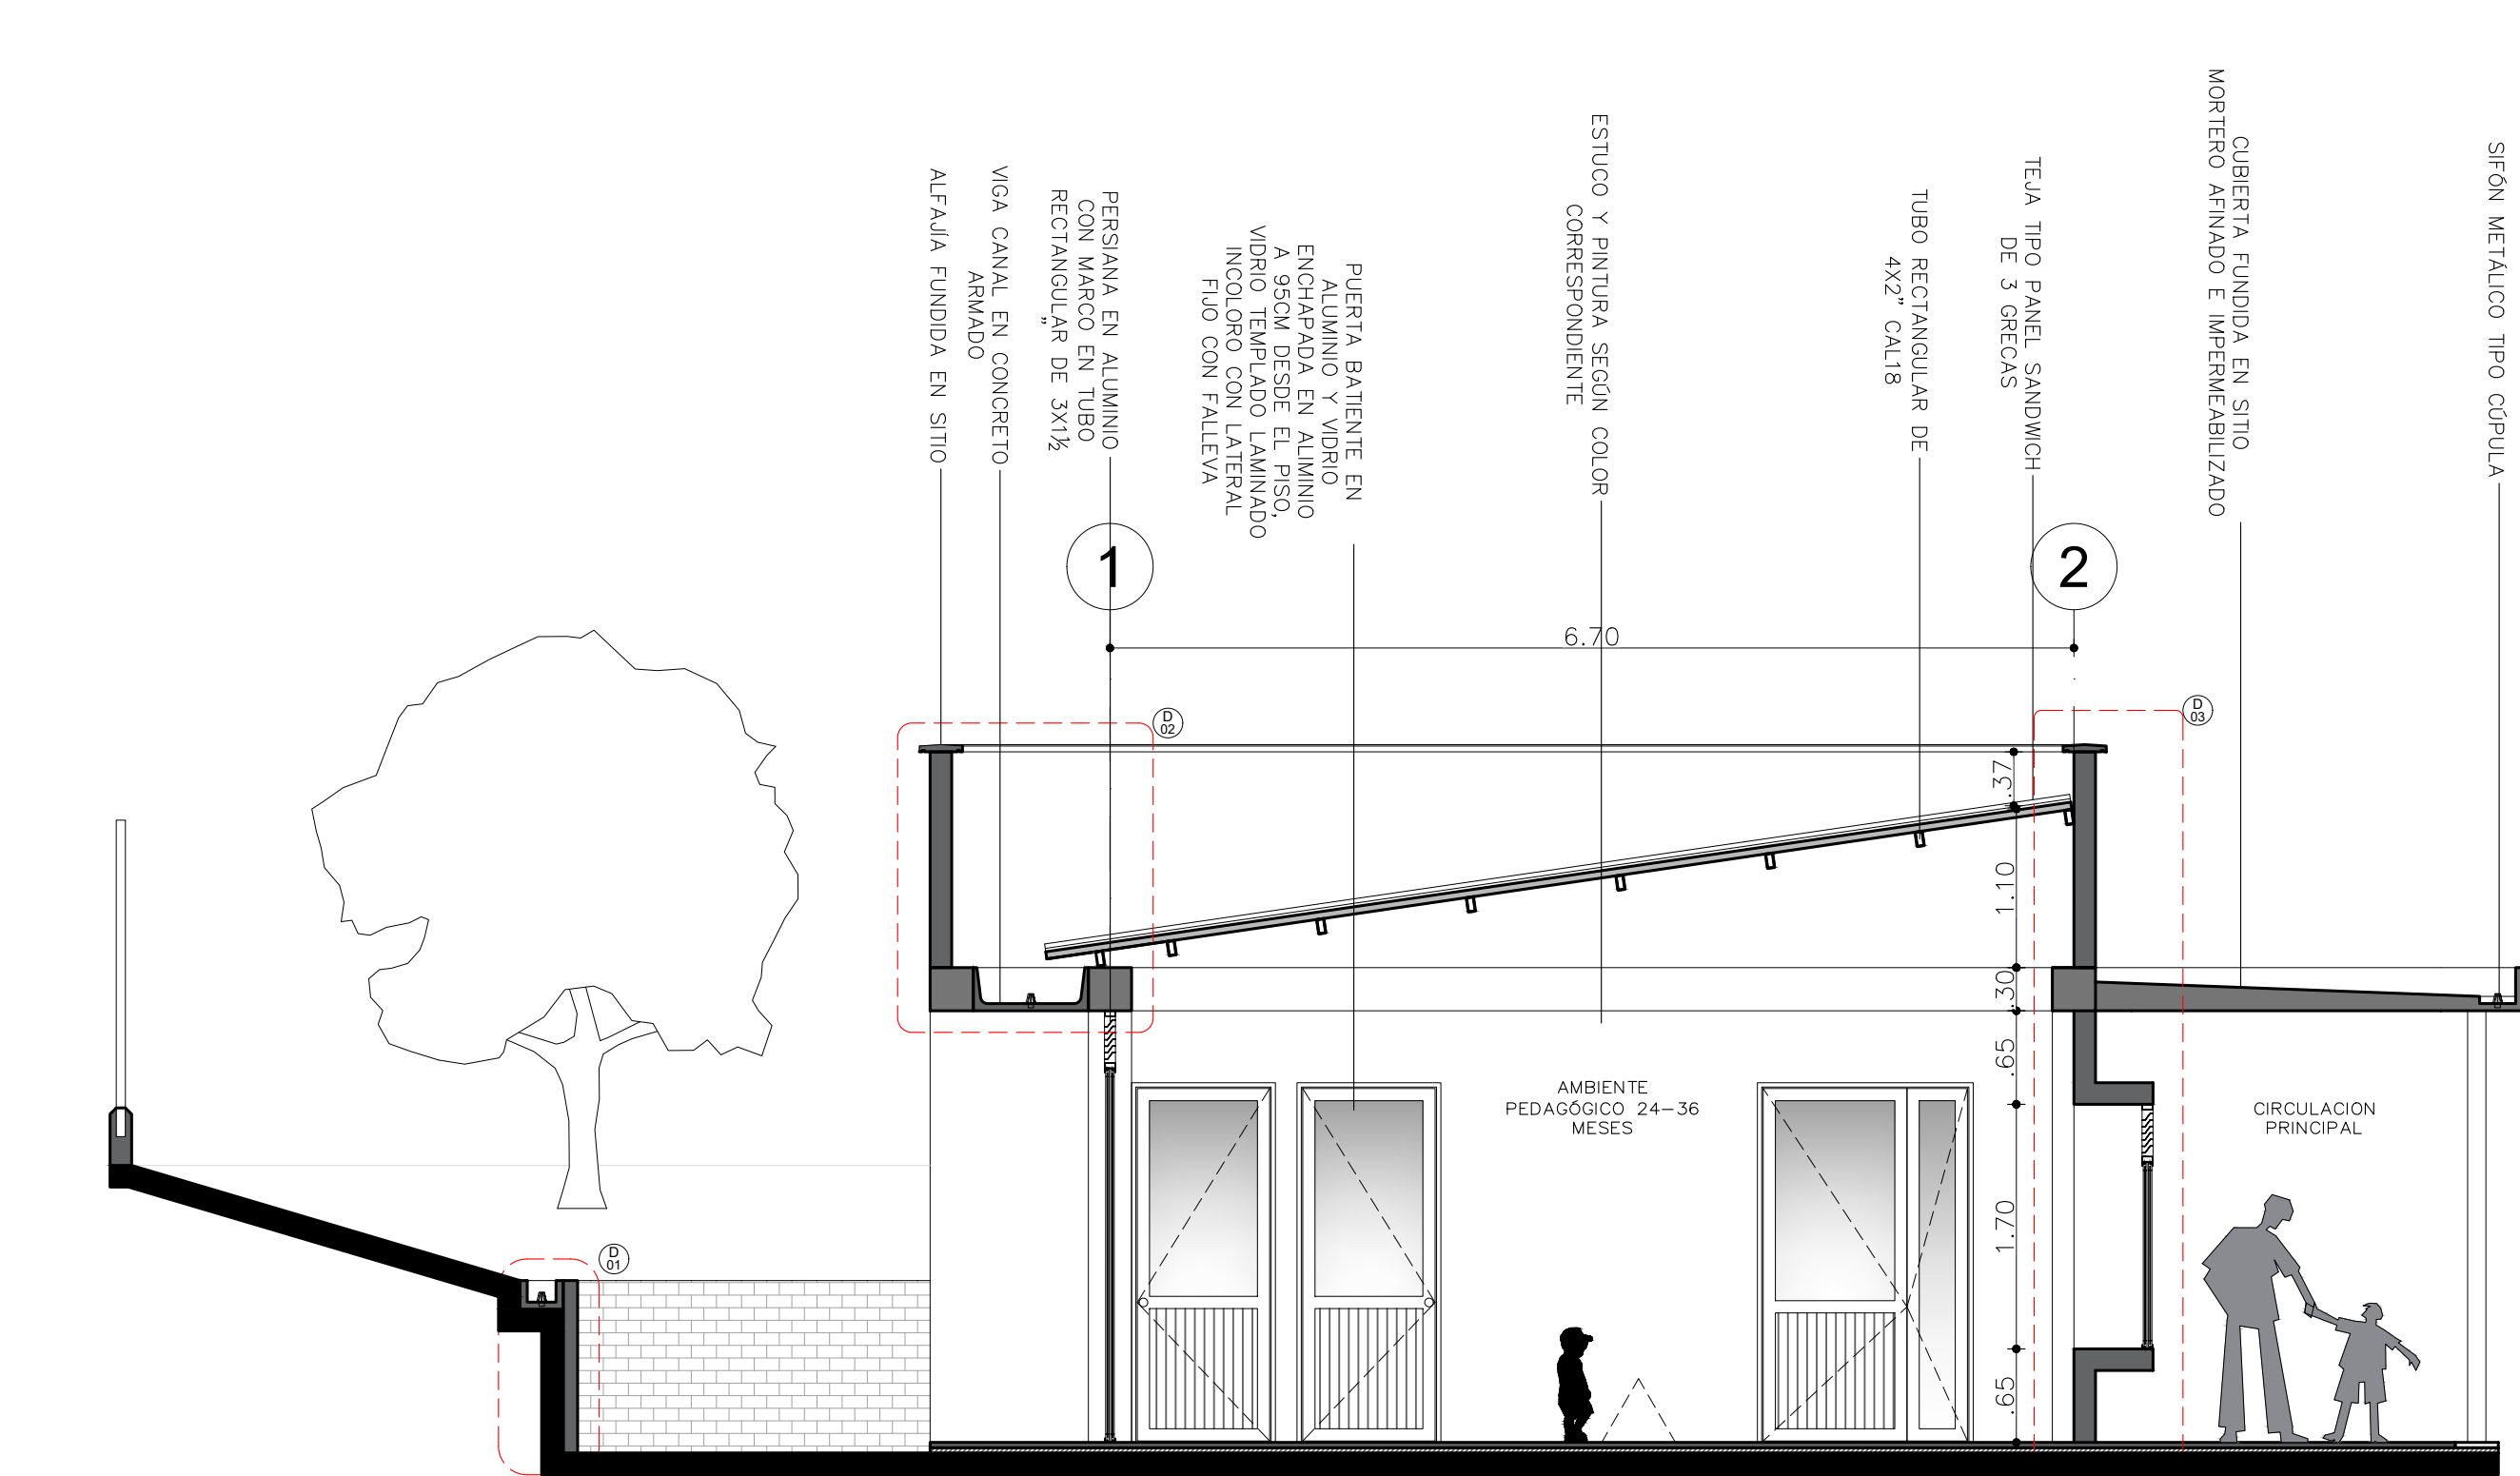 ALFAJÍA FUNDIDA EN SITIO
VIGA CANAL EN CONCRETO
ARMADO
PERSIANA EN ALUMINIO
CON MARCO EN TUBO
RECTANGULAR DE 3X1½
"
PUERTA BATIENTE EN
ALUMINIO Y VIDRIO
ENCHAPADA EN ALIMINIO
A 95CM DESDE EL PISO,
VIDRIO TEMPLADO LAMINADO
INCOLORO CON LATERAL
FIJO CON FALLEVA
ESTUCO Y PINTURA SEGÚN COLOR
CORRESPONDIENTE
TUBO RECTANGULAR DE
4X2" CAL18
TEJA TIPO PANEL SANDWICH
DE 3 GRECAS
CUBIERTA FUNDIDA EN SITIO
MORTERO AFINADO E IMPERMEABILIZADO
SIFÓN METÁLICO TIPO CÚPULA
1
2
6.70
D
02
D
03
.37
1.10
.30
.65
1.70
.65
AMBIENTE
PEDAGÓGICO 24-36
MESES
CIRCULACION
PRINCIPAL
D
01